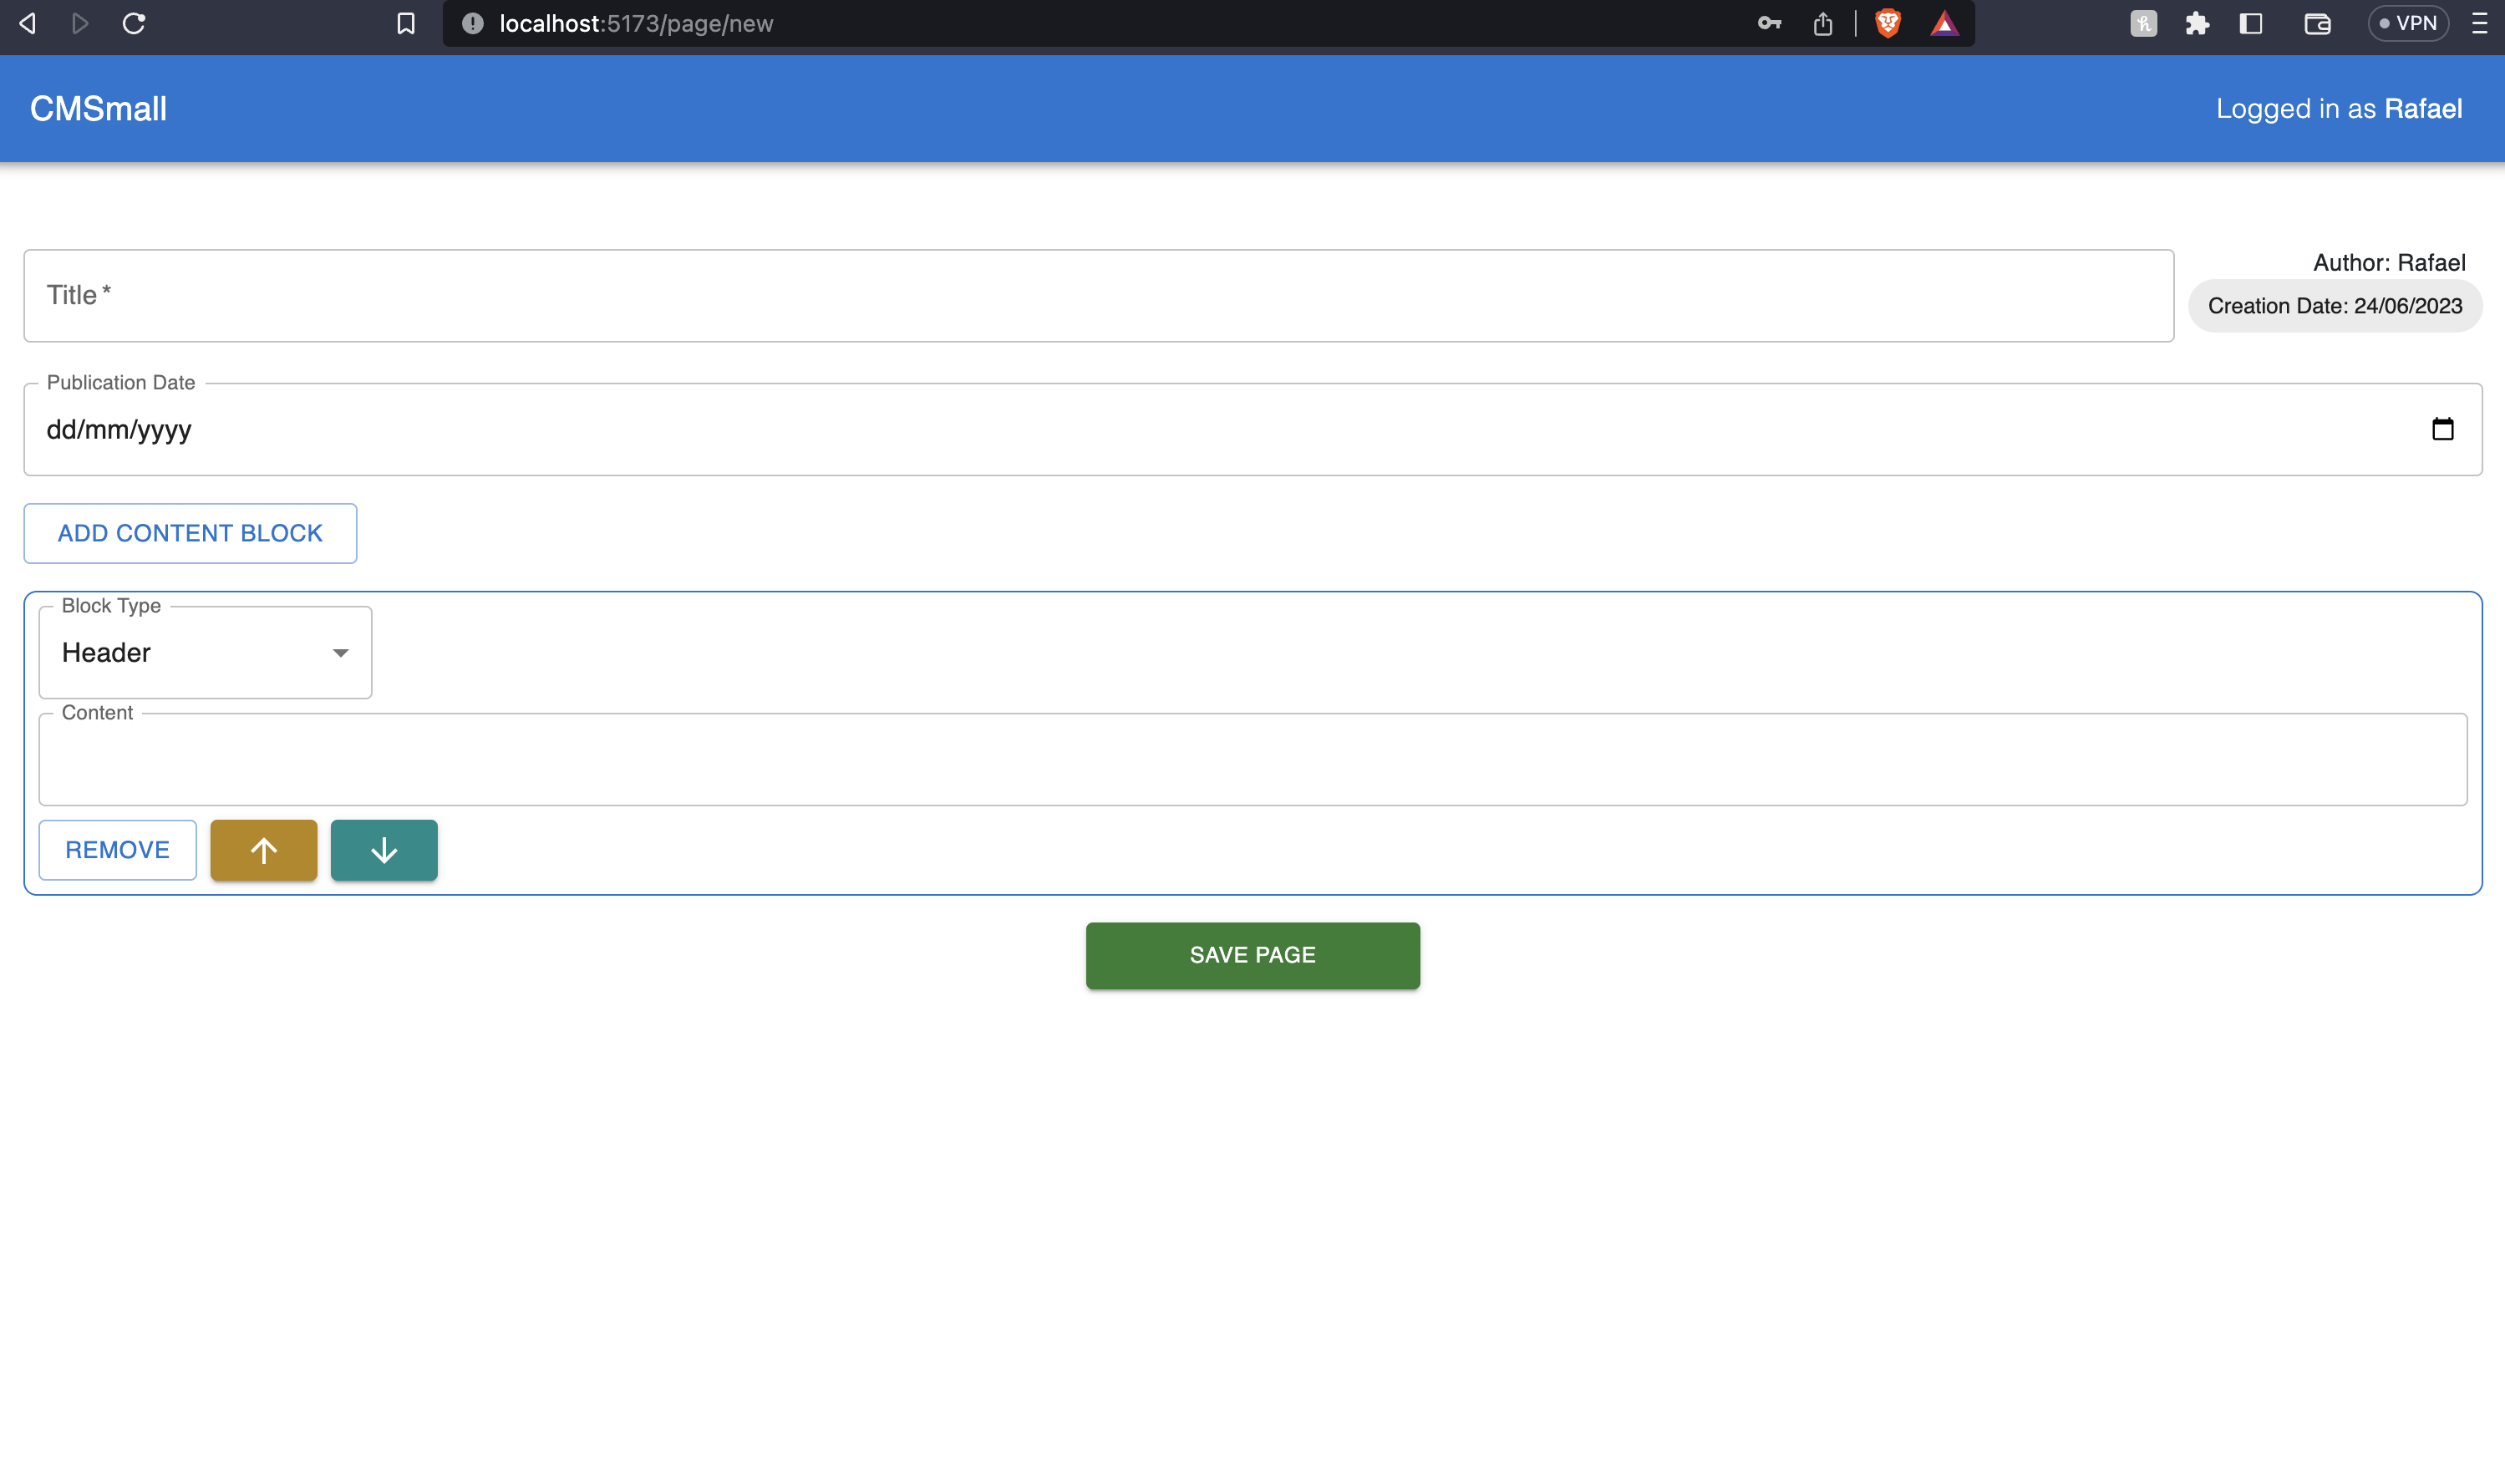 localhost:5173/page/new
VPN
CMSmall
Logged in as Rafael
Title *
Author: Rafael
Creation Date: 24/06/2023
Publication Date
dd/mm/yyyy
ADD CONTENT BLOCK
Block Type
Header
Content
REMOVE
SAVE PAGE